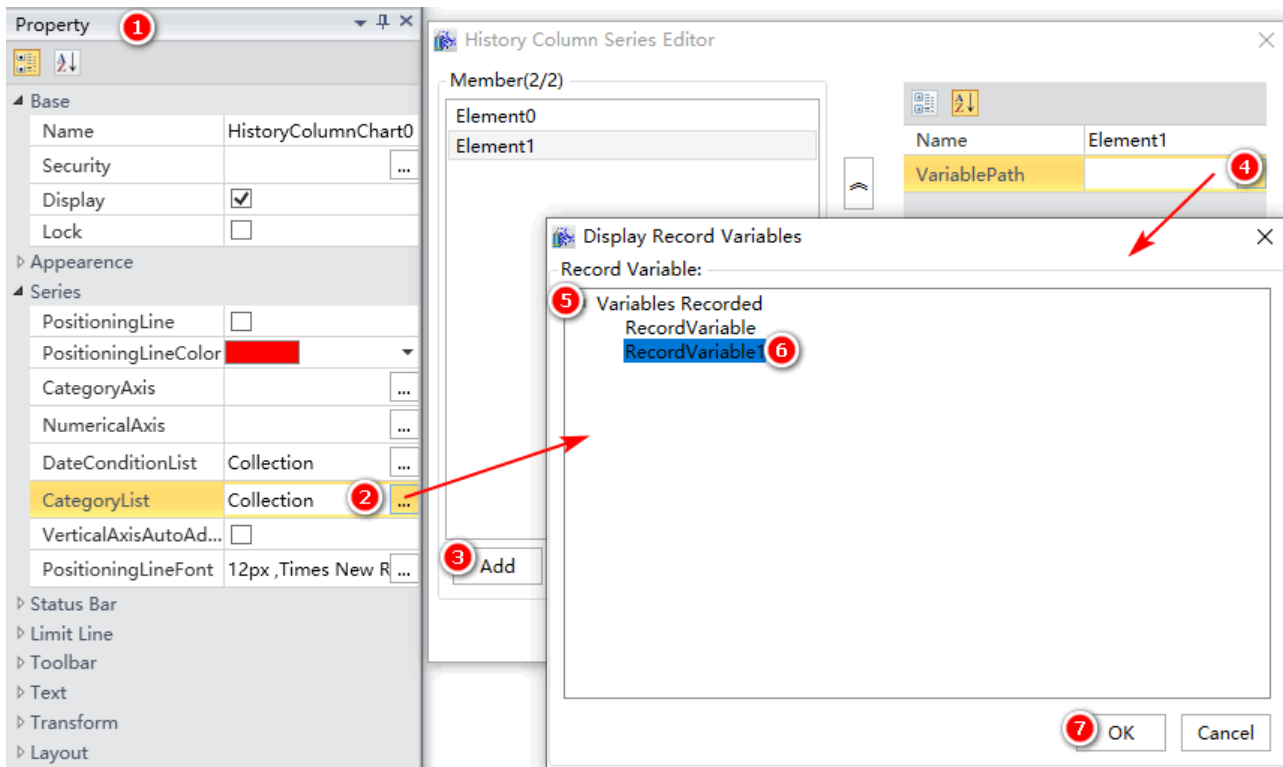 Property 1
Base
Name HistoryColumnChart0
Security ...
Display
Lock
Appearence
Series
PositioningLine
PositioningLineColor
CategoryAxis ...
NumericalAxis ...
DateConditionList Collection ...
CategoryList Collection 2 ...
VerticalAxisAutoAd...
PositioningLineFont 12px ,Times New R ...
Status Bar
Limit Line
Toolbar
Text
Transform
Layout
History Column Series Editor
Member(2/2)
Element0
Element1
3 Add
Name Element1
VariablePath 4
Display Record Variables
Record Variable:
5 Variables Recorded
RecordVariable
RecordVariable1 6
7 OK Cancel